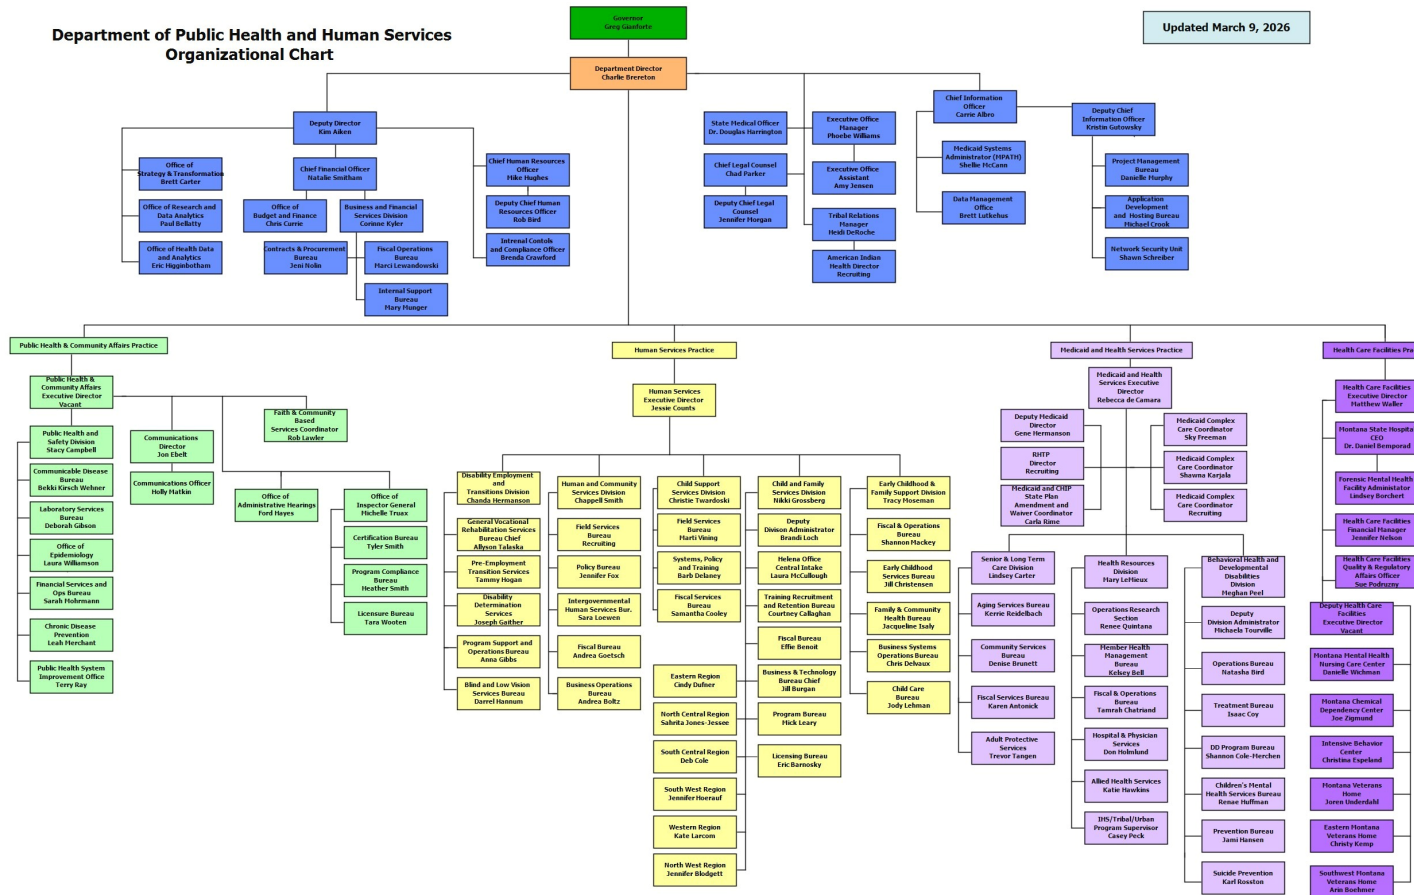 Department of Public Health and Human Services
Organizational Chart
Governor
Greg Gianforte
Updated March 9, 2026
Department Director
Charlie Brereton
Deputy Director
Kim Aiken
Office of
Strategy & Transformation
Brett Carter
Office of Research and
Data Analytics
Paul Bellatty
Office of Health Data
and Analytics
Eric Higginbotham
Chief Financial Officer
Natalie Smitham
Office of
Budget and Finance
Chris Currie
Business and Financial
Services Division
Corinne Kyler
Contracts & Procurement
Bureau
Jeni Nolin
Fiscal Operations
Bureau
Marci Lewandowski
Internal Support
Bureau
Mary Munger
Chief Human Resources
Officer
Mike Hughes
Deputy Chief Human
Resources Officer
Rob Bird
Intrenal Contols
and Compliance Officer
Brenda Crawford
State Medical Officer
Dr. Douglas Harrington
Chief Legal Counsel
Chad Parker
Deputy Chief Legal
Counsel
Jennifer Morgan
Executive Office
Manager
Phoebe Williams
Executive Office
Assistant
Amy Jensen
Tribal Relations
Manager
Heidi DeRoche
American Indian
Health Director
Recruiting
Chief Information
Officer
Carrie Albro
Medicaid Systems
Administrator (MPATH)
Shellie McCann
Data Management
Office
Brett Lutkehus
Deputy Chief
Information Officer
Kristin Gutowsky
Project Management
Bureau
Danielle Murphy
Application
Development
and Hosting Bureau
Michael Crook
Network Security Unit
Shawn Schreiber
Public Health & Community Affairs Practice
Public Health &
Community Affairs
Executive Director
Vacant
Public Health and
Safety Division
Stacy Campbell
Communicable Disease
Bureau
Bekki Kirsch Wehner
Laboratory Services
Bureau
Deborah Gibson
Office of
Epidemiology
Laura Williamson
Financial Services and
Ops Bureau
Sarah Mohrmann
Chronic Disease
Prevention
Leah Merchant
Public Health System
Improvement Office
Terry Ray
Communications
Director
Jon Ebelt
Communications Officer
Holly Matkin
Faith & Community
Based
Services Coordinator
Rob Lawler
Office of
Administrative Hearings
Ford Hayes
Office of
Inspector General
Michelle Truax
Certification Bureau
Tyler Smith
Program Compliance
Bureau
Heather Smith
Licensure Bureau
Tara Wooten
Human Services Practice
Human Services
Executive Director
Jessie Counts
Disability Employment and
Transitions Division
Chanda Hermanson
General Vocational
Rehabilitation Services
Bureau Chief
Allyson Talaska
Pre-Employment
Transition Services
Tammy Hogan
Disability
Determination
Services
Joseph Gaither
Program Support and
Operations Bureau
Anna Gibbs
Blind and Low Vision
Services Bureau
Darrel Hannum
Human and Community
Services Division
Chappell Smith
Field Services
Bureau
Recruiting
Policy Bureau
Jennifer Fox
Intergovernmental
Human Services Bur.
Sara Loewen
Fiscal Bureau
Andrea Goetsch
Business Operations
Bureau
Andrea Boltz
Child Support
Services Division
Christie Twardoski
Field Services
Bureau
Marti Vining
Systems, Policy
and Training
Barb Delaney
Fiscal Services
Bureau
Samantha Cooley
Child and Family
Services Division
Nikki Grossberg
Deputy
Divison Administrator
Brandi Loch
Helena Office
Central Intake
Laura McCullough
Training Recruitment
and Retention Bureau
Courtney Callaghan
Fiscal Bureau
Effie Benoit
Business & Technology
Bureau Chief
Jill Burgan
Program Bureau
Mick Leary
Licensing Bureau
Eric Barnosky
Eastern Region
Cindy Dufner
North Central Region
Sahrita Jones-Jessee
South Central Region
Deb Cole
South West Region
Jennifer Hoerauf
Western Region
Kate Larcom
North West Region
Jennifer Blodgett
Early Childhood &
Family Support Division
Tracy Moseman
Fiscal & Operations
Bureau
Shannon Mackey
Early Childhood
Services Bureau
Jill Christensen
Family & Community
Health Bureau
Jacqueline Isaly
Business Systems
Operations Bureau
Chris Delvaux
Child Care
Bureau
Jody Lehman
Medicaid and Health Services Practice
Medicaid and Health
Services Executive
Director
Rebecca de Camara
Deputy Medicaid
Director
Gene Hermanson
RHTP
Director
Recruiting
Medicaid and CHIP
State Plan
Amendment and
Waiver Coordinator
Carla Rime
Medicaid Complex
Care Coordinator
Sky Freeman
Medicaid Complex
Care Coordinator
Shawna Karjala
Medicaid Complex
Care Coordinator
Recruiting
Senior & Long Term
Care Division
Lindsey Carter
Aging Services Bureau
Kerrie Reidelbach
Community Services
Bureau
Denise Brunett
Fiscal Services Bureau
Karen Antonick
Adult Protective
Services
Trevor Tangen
Health Resources
Division
Mary LeMieux
Operations Research
Section
Renee Quintana
Member Health
Management
Bureau
Kelsey Bell
Fiscal & Operations
Bureau
Tamrah Chatriand
Hospital & Physician
Services
Don Holmlund
Allied Health Services
Katie Hawkins
IHS/Tribal/Urban
Program Supervisor
Casey Peck
Behavioral Health and
Developmental
Disabilities
Division
Meghan Peel
Deputy
Division Administrator
Michaela Tourville
Operations Bureau
Natasha Bird
Treatment Bureau
Isaac Coy
DD Program Bureau
Shannon Cole-Merchen
Children's Mental
Health Services Bureau
Renae Huffman
Prevention Bureau
Jami Hansen
Suicide Prevention
Karl Rosston
Health Care Facilities Pra
Health Care Facilities
Executive Director
Matthew Waller
Montana State Hospita
CEO
Dr. Daniel Bemporad
Forensic Mental Health
Facility Administator
Lindsey Borchert
Health Care Facilities
Financial Manager
Jennifer Nelson
Health Care Facilities
Quality & Regulatory
Affairs Officer
Sue Podruzny
Deputy Health Care
Facilities
Executive Director
Vacant
Montana Mental Health
Nursing Care Center
Danielle Wichman
Montana Chemical
Dependency Center
Joe Zigmund
Intensive Behavior
Center
Christina Espeland
Montana Veterans
Home
Joren Underdahl
Eastern Montana
Veterans Home
Christy Kemp
Southwest Montana
Veterans Home
Arin Boehmer